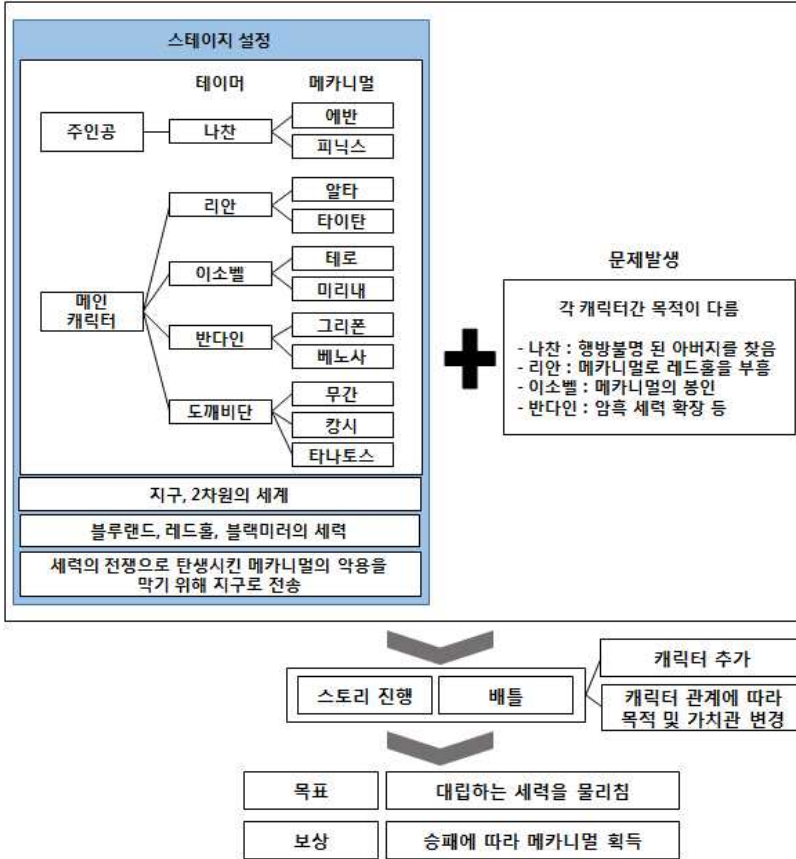 스테이지 설정
테이머
메카니멀
주인공
나찬
에반
피닉스
메인
캐릭터
리안
알타
타이탄
이소벨
테로
미리내
반다인
그리폰
베노사
도깨비단
무간
캉시
타나토스
지구, 2차원의 세계
블루랜드, 레드홀, 블랙미러의 세력
세력의 전쟁으로 탄생시킨 메카니멀의 악용을
막기 위해 지구로 전송
문제발생
각 캐릭터간 목적이 다름
- 나찬 : 행방불명 된 아버지를 찾음
- 리안 : 메카니멀로 레드홀을 부흥
- 이소벨 : 메카니멀의 봉인
- 반다인 : 암흑 세력 확장 등
스토리 진행
배틀
캐릭터 추가
캐릭터 관계에 따라
목적 및 가치관 변경
목표
대립하는 세력을 물리침
보상
승패에 따라 메카니멀 획득